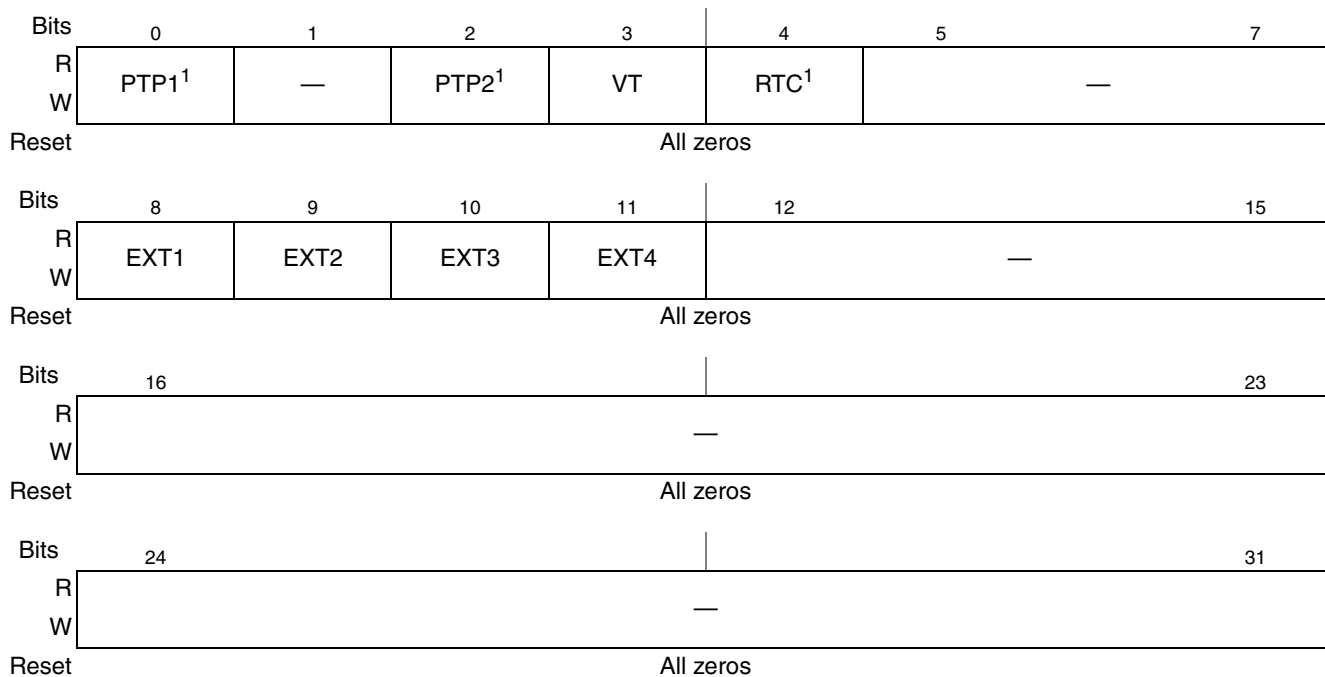 Bits 0 1 2 3 4 5 7
R
W
PTP1¹ — PTP2¹ VT RTC¹ —
Reset All zeros
Bits 8 9 10 11 12 15
R
W
EXT1 EXT2 EXT3 EXT4 —
Reset All zeros
Bits 16 23
R
W
—
Reset All zeros
Bits 24 31
R
W
—
Reset All zeros